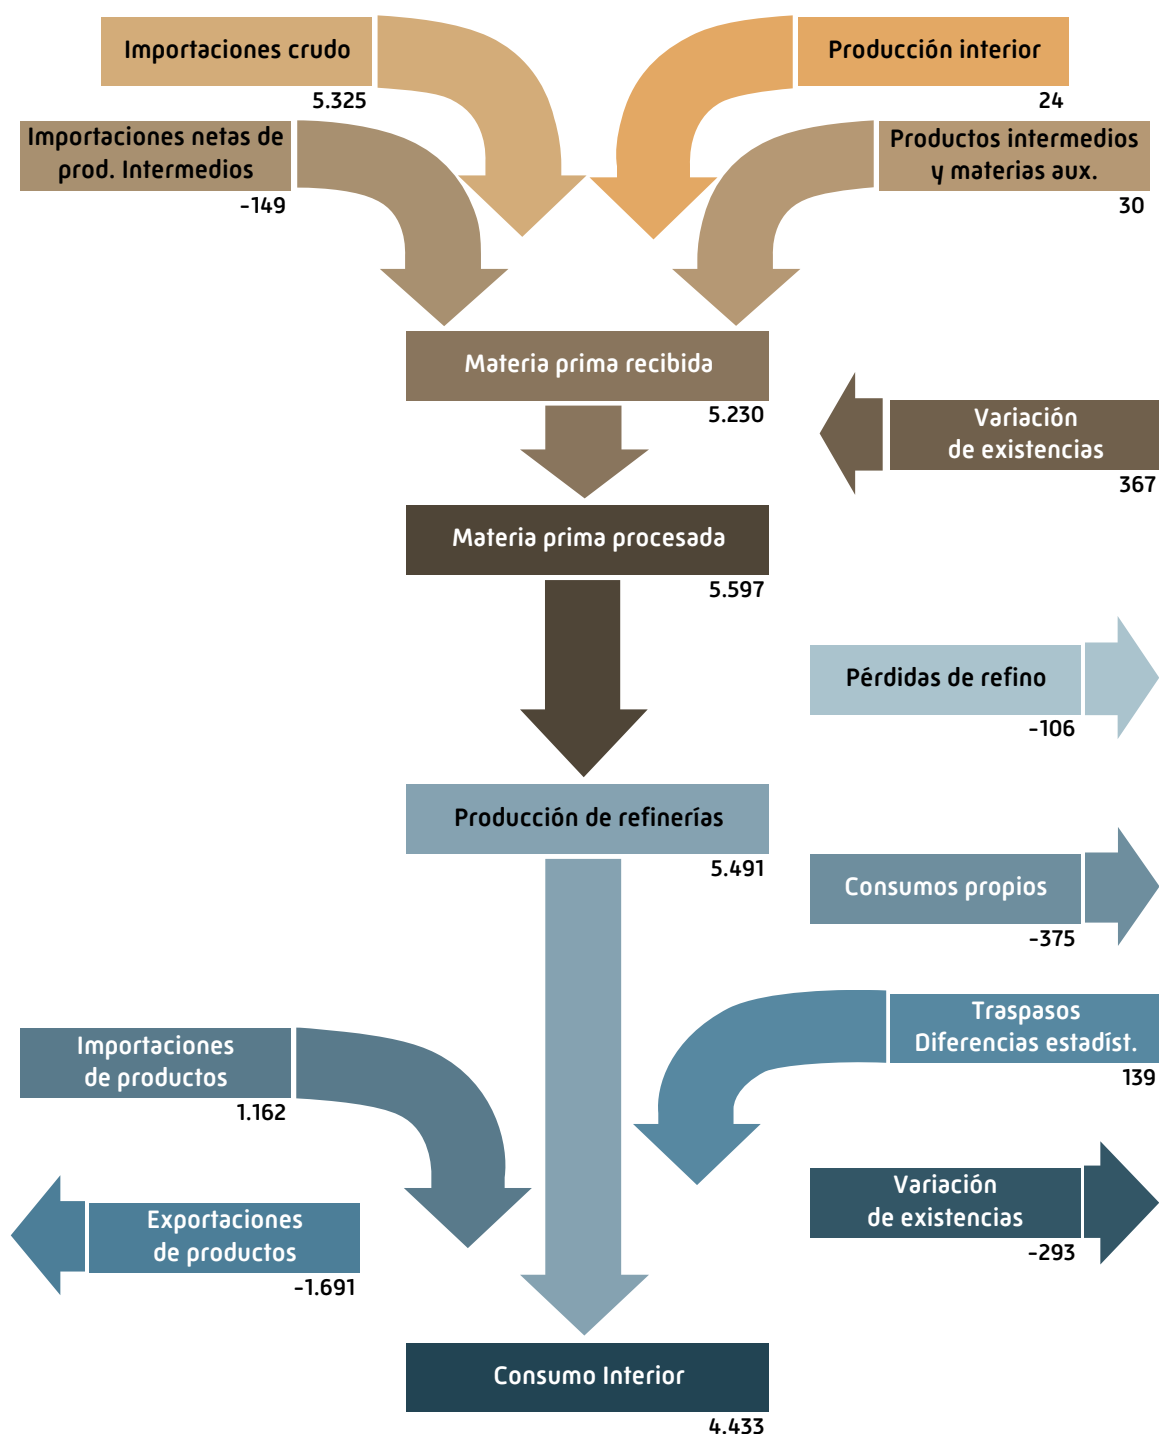 Importaciones crudo
5.325
Producción interior
24
Importaciones netas de
prod. Intermedios
-149
Productos intermedios
y materias aux.
30
Materia prima recibida
5.230
Variación
de existencias
367
Materia prima procesada
5.597
Pérdidas de refino
-106
Producción de refinerías
5.491
Consumos propios
-375
Traspasos
Diferencias estadíst.
139
Importaciones
de productos
1.162
Variación
de existencias
-293
Exportaciones
de productos
-1.691
Consumo Interior
4.433